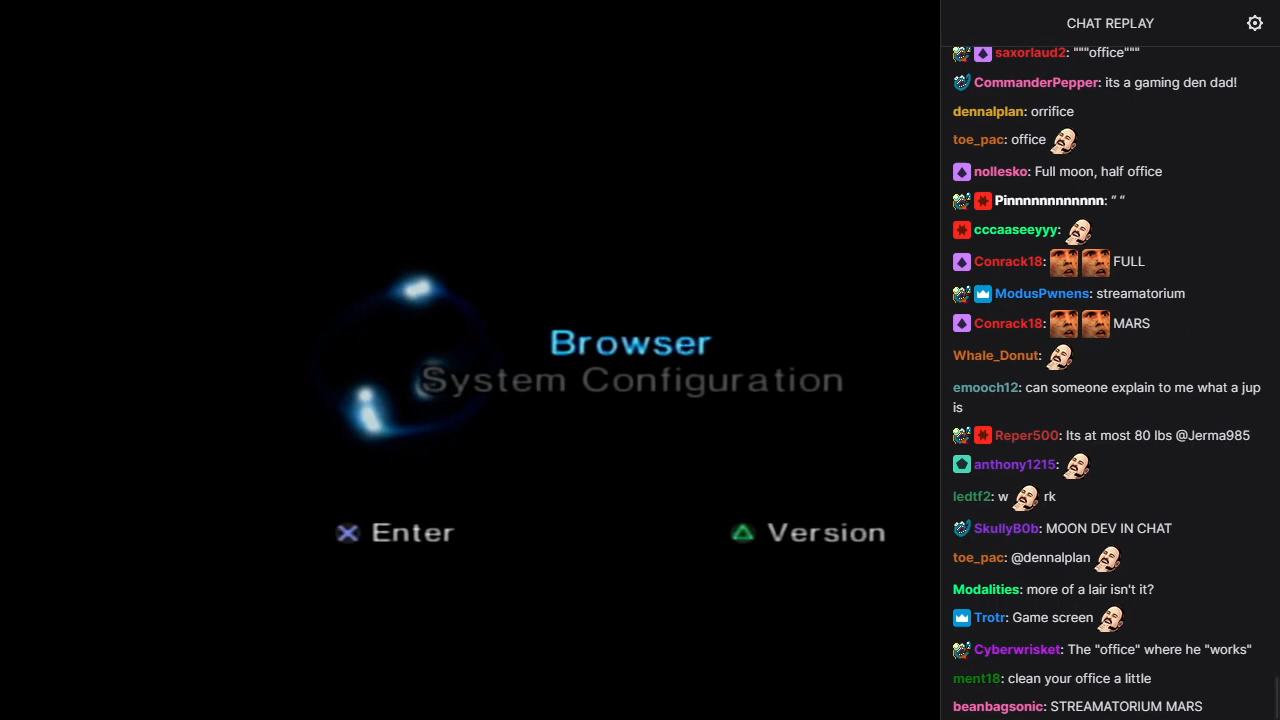 Browser
System Configuration
Enter
Version
CHAT REPLAY
saxorlaud2: """office"""
CommanderPepper: its a gaming den dad!
dennalplan: orrifice
toe_pac: office
nollesko: Full moon, half office
Pinnnnnnnnnnnn: “ “
cccaaseeyyy:
Conrack18: FULL
ModusPwnens: streamatorium
Conrack18: MARS
Whale_Donut:
emooch12: can someone explain to me what a jup
is
Reper500: Its at most 80 lbs @Jerma985
anthony1215:
ledtf2: w rk
SkullyB0b: MOON DEV IN CHAT
toe_pac: @dennalplan
Modalities: more of a lair isn't it?
Trotr: Game screen
Cyberwrisket: The "office" where he "works"
ment18: clean your office a little
beanbagsonic: STREAMATORIUM MARS